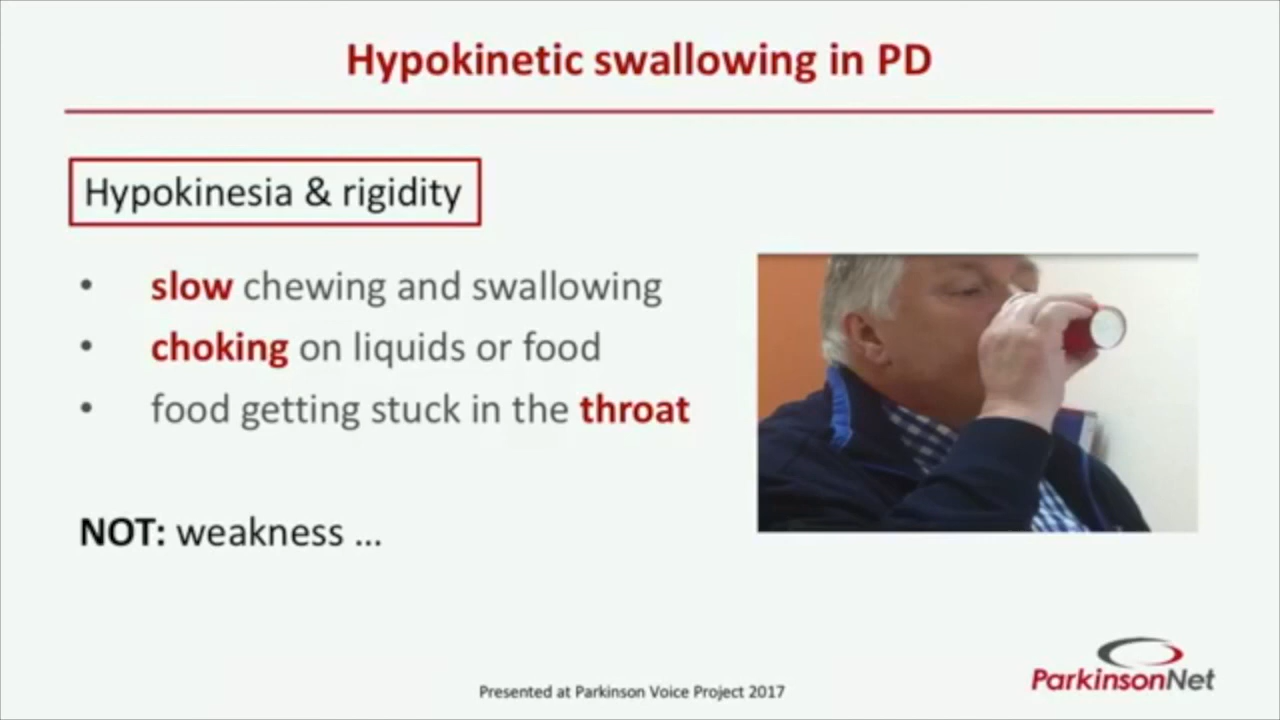 Hypokinetic swallowing in PD
Hypokinesia & rigidity
• slow chewing and swallowing
• choking on liquids or food
• food getting stuck in the throat
NOT: weakness ...
Presented at Parkinson Voice Project 2017
ParkinsonNet